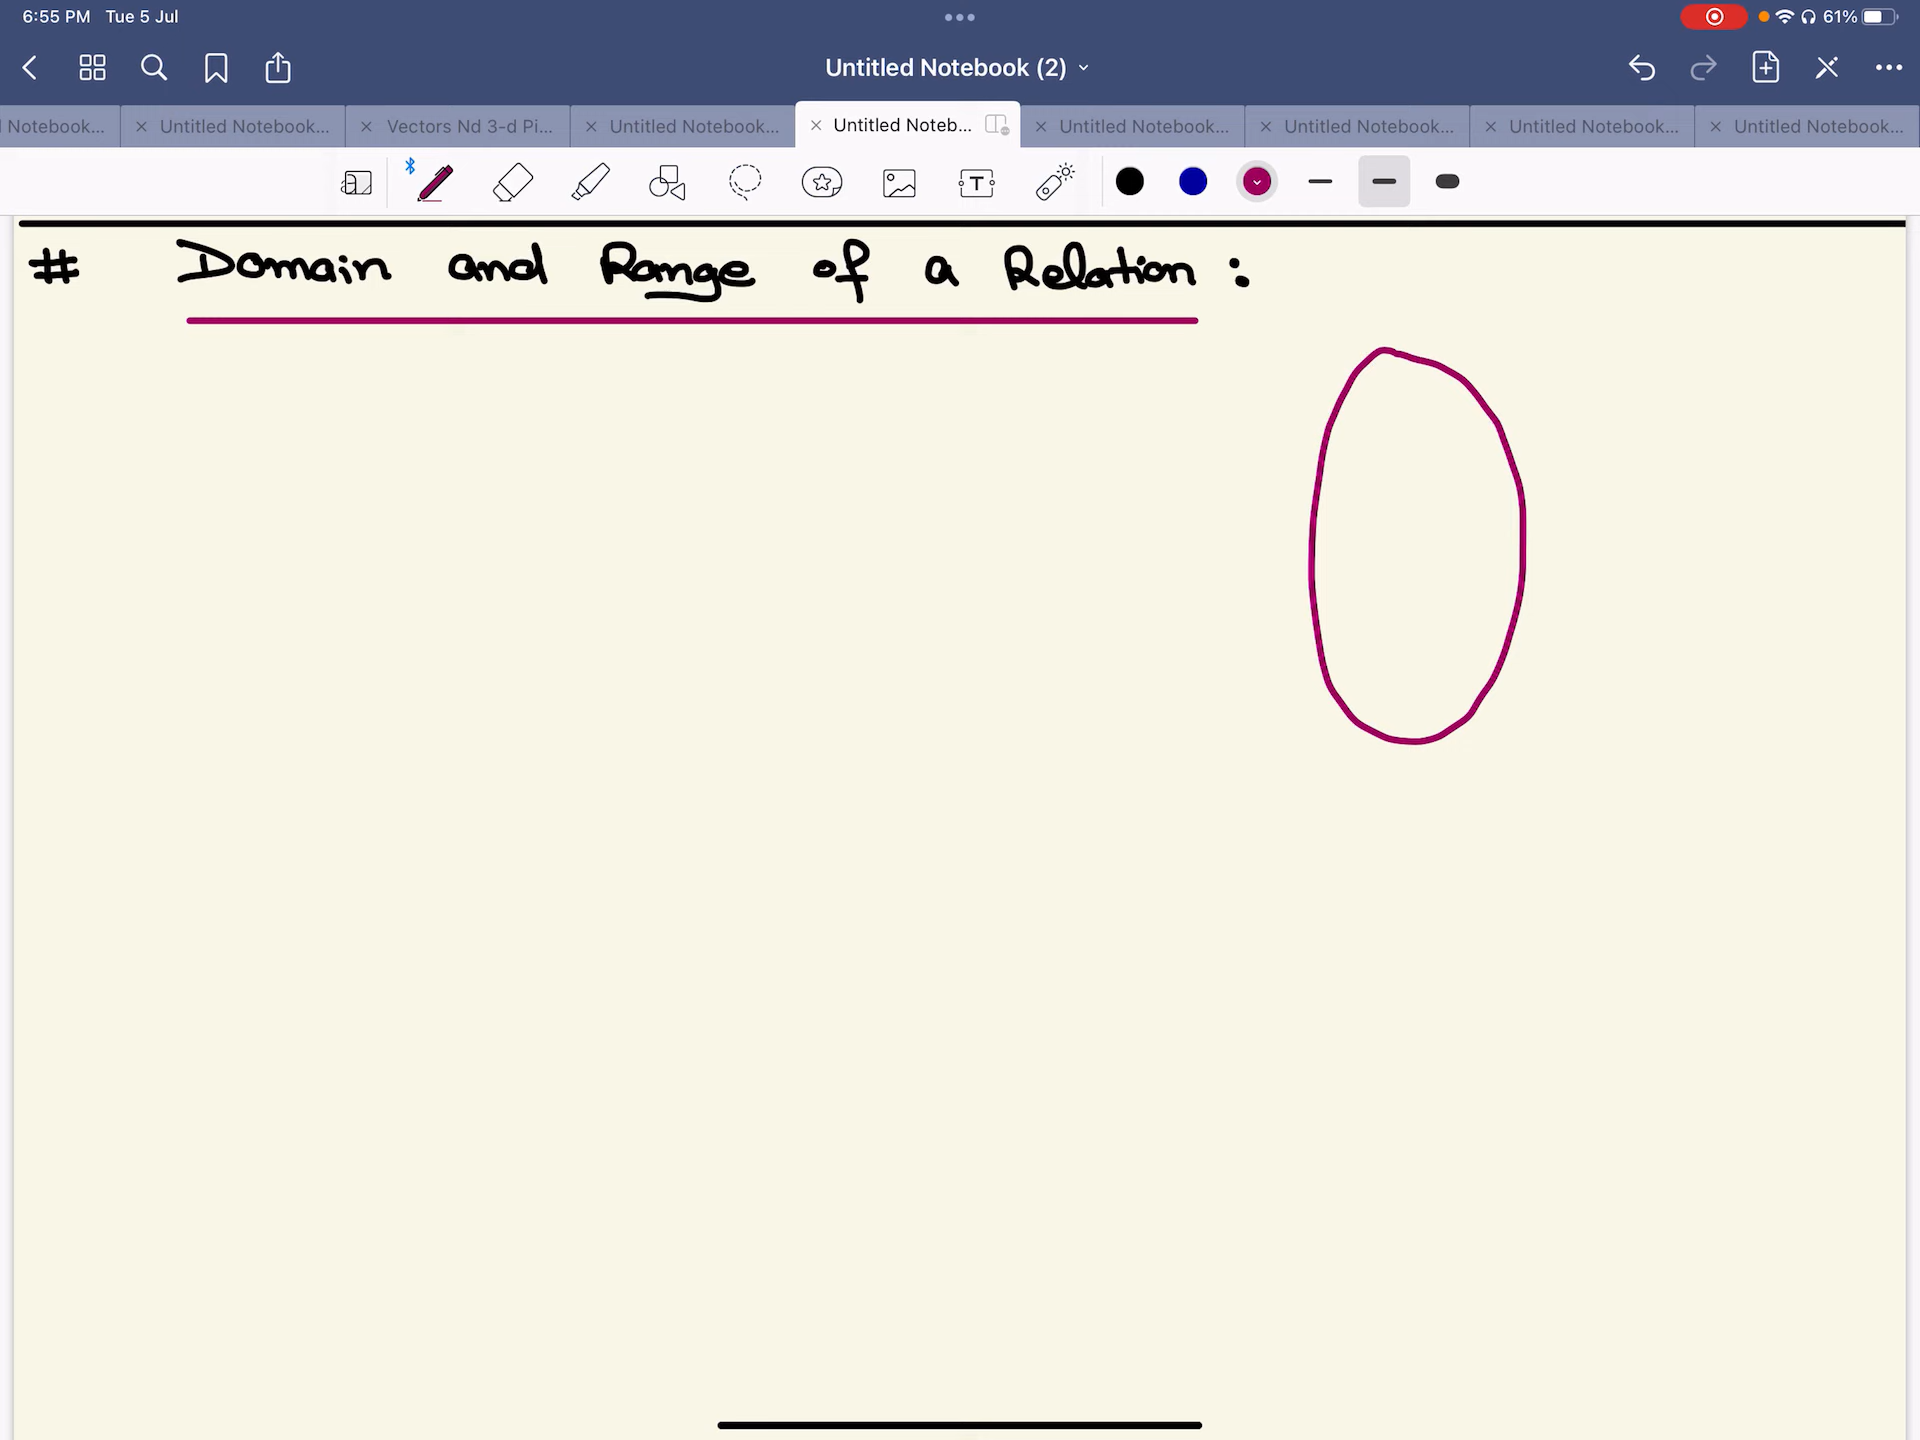 6:55 PM Tue 5 Jul
61%
Untitled Notebook (2)
Notebook... Untitled Notebook... Vectors Nd 3-d Pi... Untitled Notebook... Untitled Noteb... Untitled Notebook... Untitled Notebook... Untitled Notebook... Untitled Notebook...
T
# Domain and Range of a Relation :